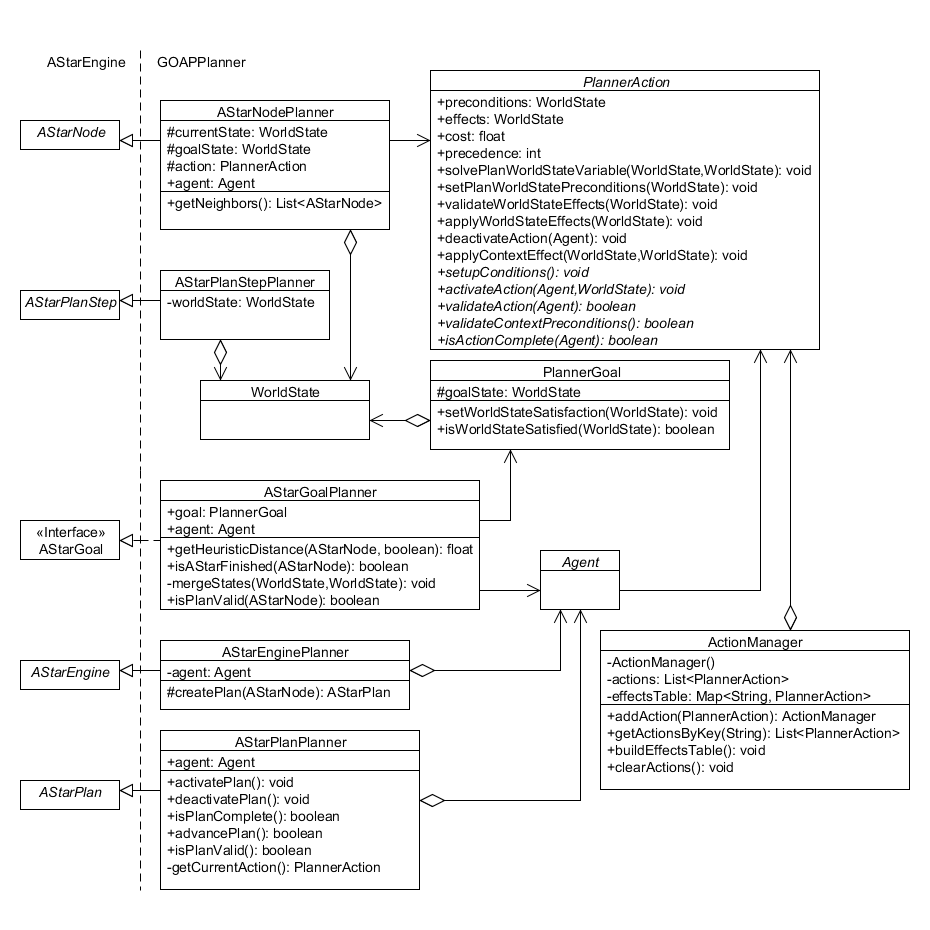 AStarEngine
GOAPPlanner
AStarNode
AStarNodePlanner
#currentState: WorldState
#goalState: WorldState
#action: PlannerAction
+agent: Agent
+getNeighbors(): List<AStarNode>
PlannerAction
+preconditions: WorldState
+effects: WorldState
+cost: float
+precedence: int
+solvePlanWorldStateVariable(WorldState,WorldState): void
+setPlanWorldStatePreconditions(WorldState): void
+validateWorldStateEffects(WorldState): void
+applyWorldStateEffects(WorldState): void
+deactivateAction(Agent): void
+applyContextEffect(WorldState,WorldState): void
+setupConditions(): void
+activateAction(Agent,WorldState): void
+validateAction(Agent): boolean
+validateContextPreconditions(): boolean
+isActionComplete(Agent): boolean
AStarPlanStep
AStarPlanStepPlanner
-worldState: WorldState
WorldState
PlannerGoal
#goalState: WorldState
+setWorldStateSatisfaction(WorldState): void
+isWorldStateSatisfied(WorldState): boolean
«Interface»
AStarGoal
AStarGoalPlanner
+goal: PlannerGoal
+agent: Agent
+getHeuristicDistance(AStarNode, boolean): float
+isAStarFinished(AStarNode): boolean
-mergeStates(WorldState,WorldState): void
+isPlanValid(AStarNode): boolean
Agent
AStarEngine
AStarEnginePlanner
-agent: Agent
#createPlan(AStarNode): AStarPlan
ActionManager
-ActionManager()
-actions: List<PlannerAction>
-effectsTable: Map<String, PlannerAction>
+addAction(PlannerAction): ActionManager
+getActionsByKey(String): List<PlannerAction>
+buildEffectsTable(): void
+clearActions(): void
AStarPlan
AStarPlanPlanner
+agent: Agent
+activatePlan(): void
+deactivatePlan(): void
+isPlanComplete(): boolean
+advancePlan(): boolean
+isPlanValid(): boolean
-getCurrentAction(): PlannerAction